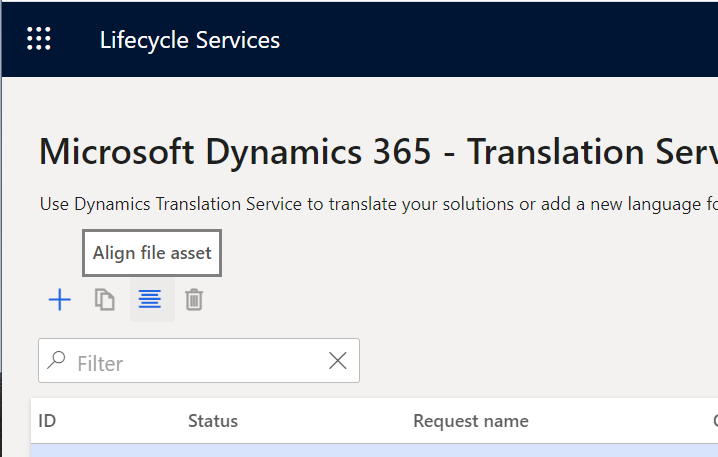 Lifecycle Services
Microsoft Dynamics 365 - Translation Serv
Use Dynamics Translation Service to translate your solutions or add a new language fo
Align file asset
Filter
ID Status Request name